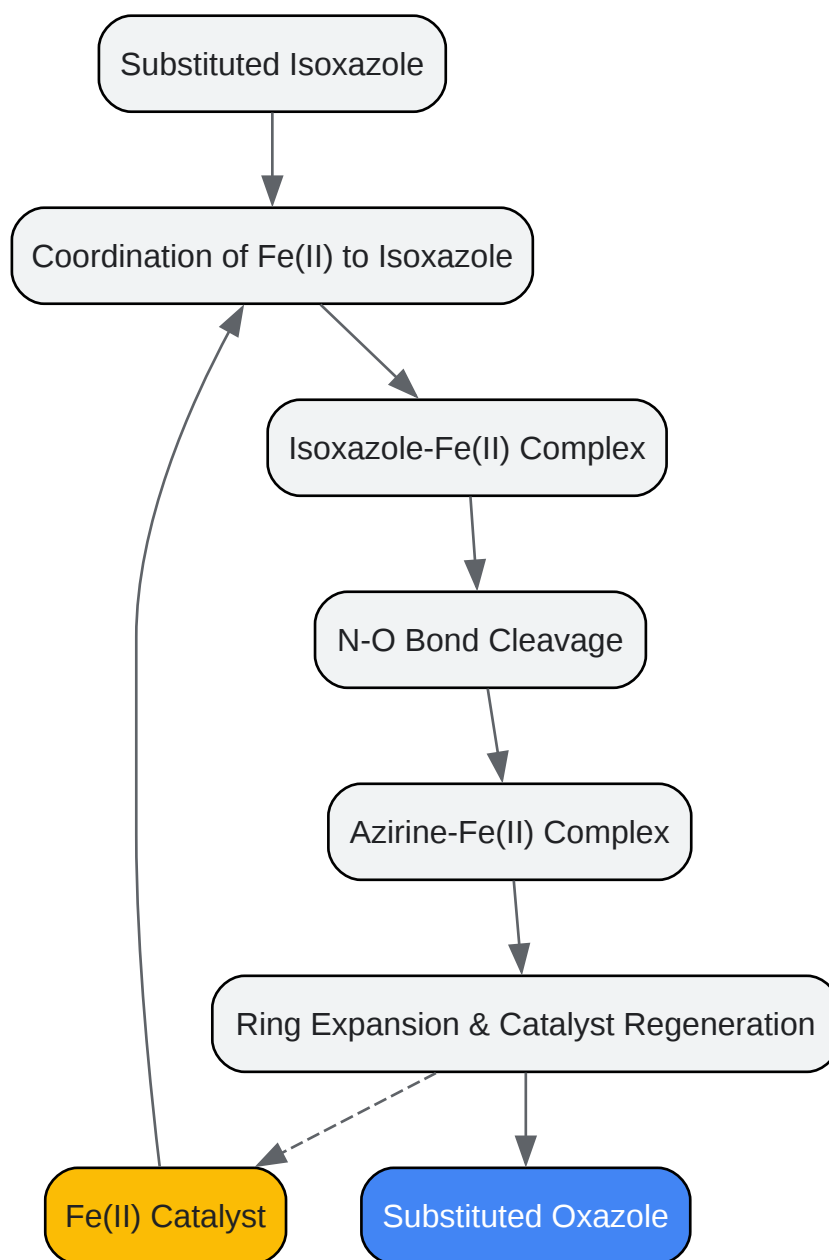 Substituted Isoxazole
Coordination of Fe(II) to Isoxazole
Isoxazole-Fe(II) Complex
N-O Bond Cleavage
Azirine-Fe(II) Complex
Ring Expansion & Catalyst Regeneration
Fe(II) Catalyst
Substituted Oxazole